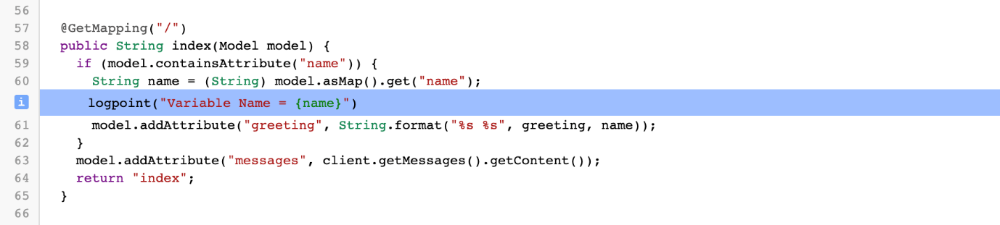 56
57 @GetMapping("/")
58 public String index(Model model) {
59 if (model.containsAttribute("name")) {
60 String name = (String) model.asMap().get("name");
i logpoint("Variable Name = {name}")
61 model.addAttribute("greeting", String.format("%s %s", greeting, name));
62 }
63 model.addAttribute("messages", client.getMessages().getContent());
64 return "index";
65 }
66